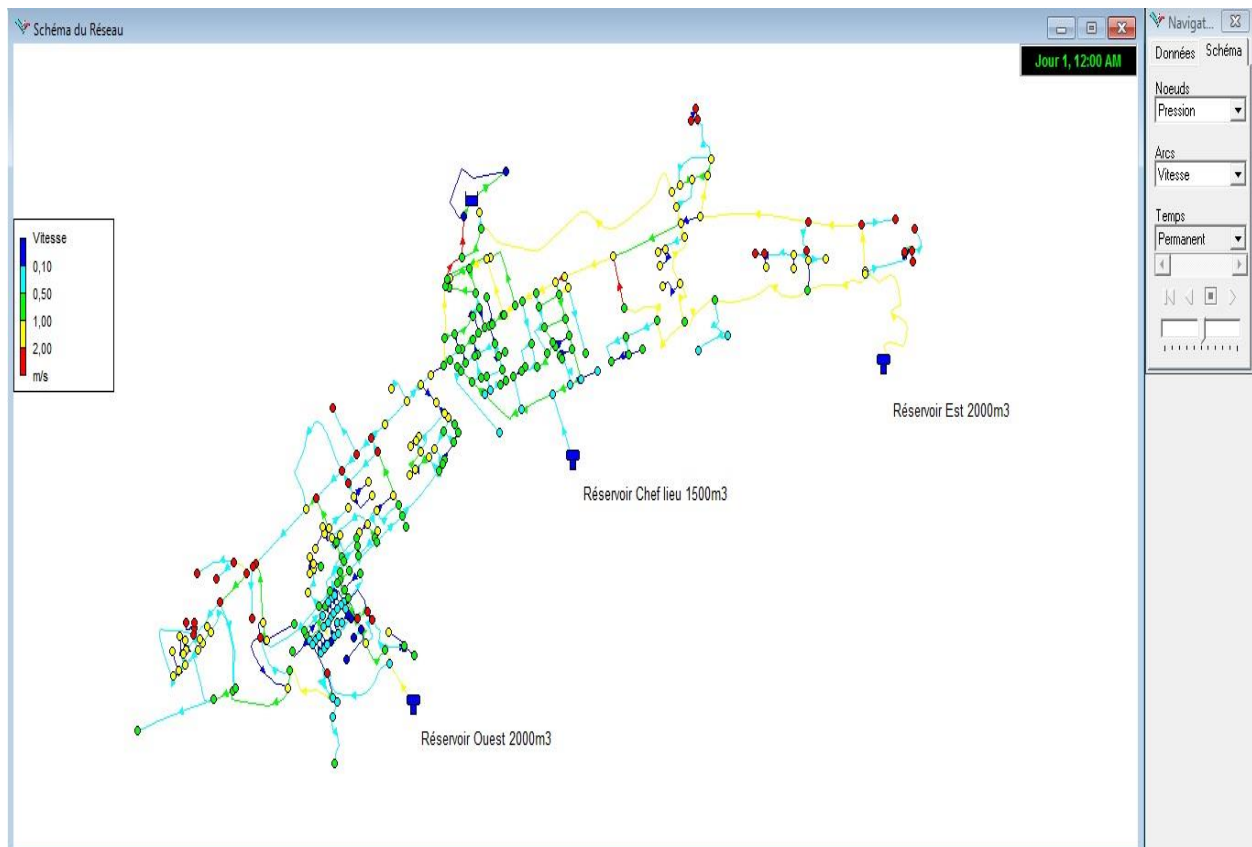 Schéma du Réseau
Jour 1, 12:00 AM
Vitesse
0,10
0,50
1,00
2,00
m/s
Réservoir Est 2000m3
Réservoir Chef lieu 1500m3
Réservoir Ouest 2000m3
Navigat...
Données Schéma
Noeuds
Pression
Arcs
Vitesse
Temps
Permanent